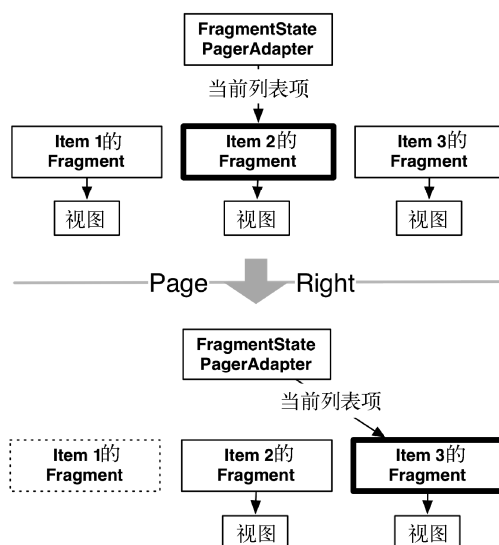 FragmentState
PagerAdapter
当前列表项
Item 1的
Fragment
Item 2的
Fragment
Item 3的
Fragment
视图
视图
视图
Page
Right
FragmentState
PagerAdapter
当前列表项
Item 1的
Fragment
Item 2的
Fragment
Item 3的
Fragment
视图
视图